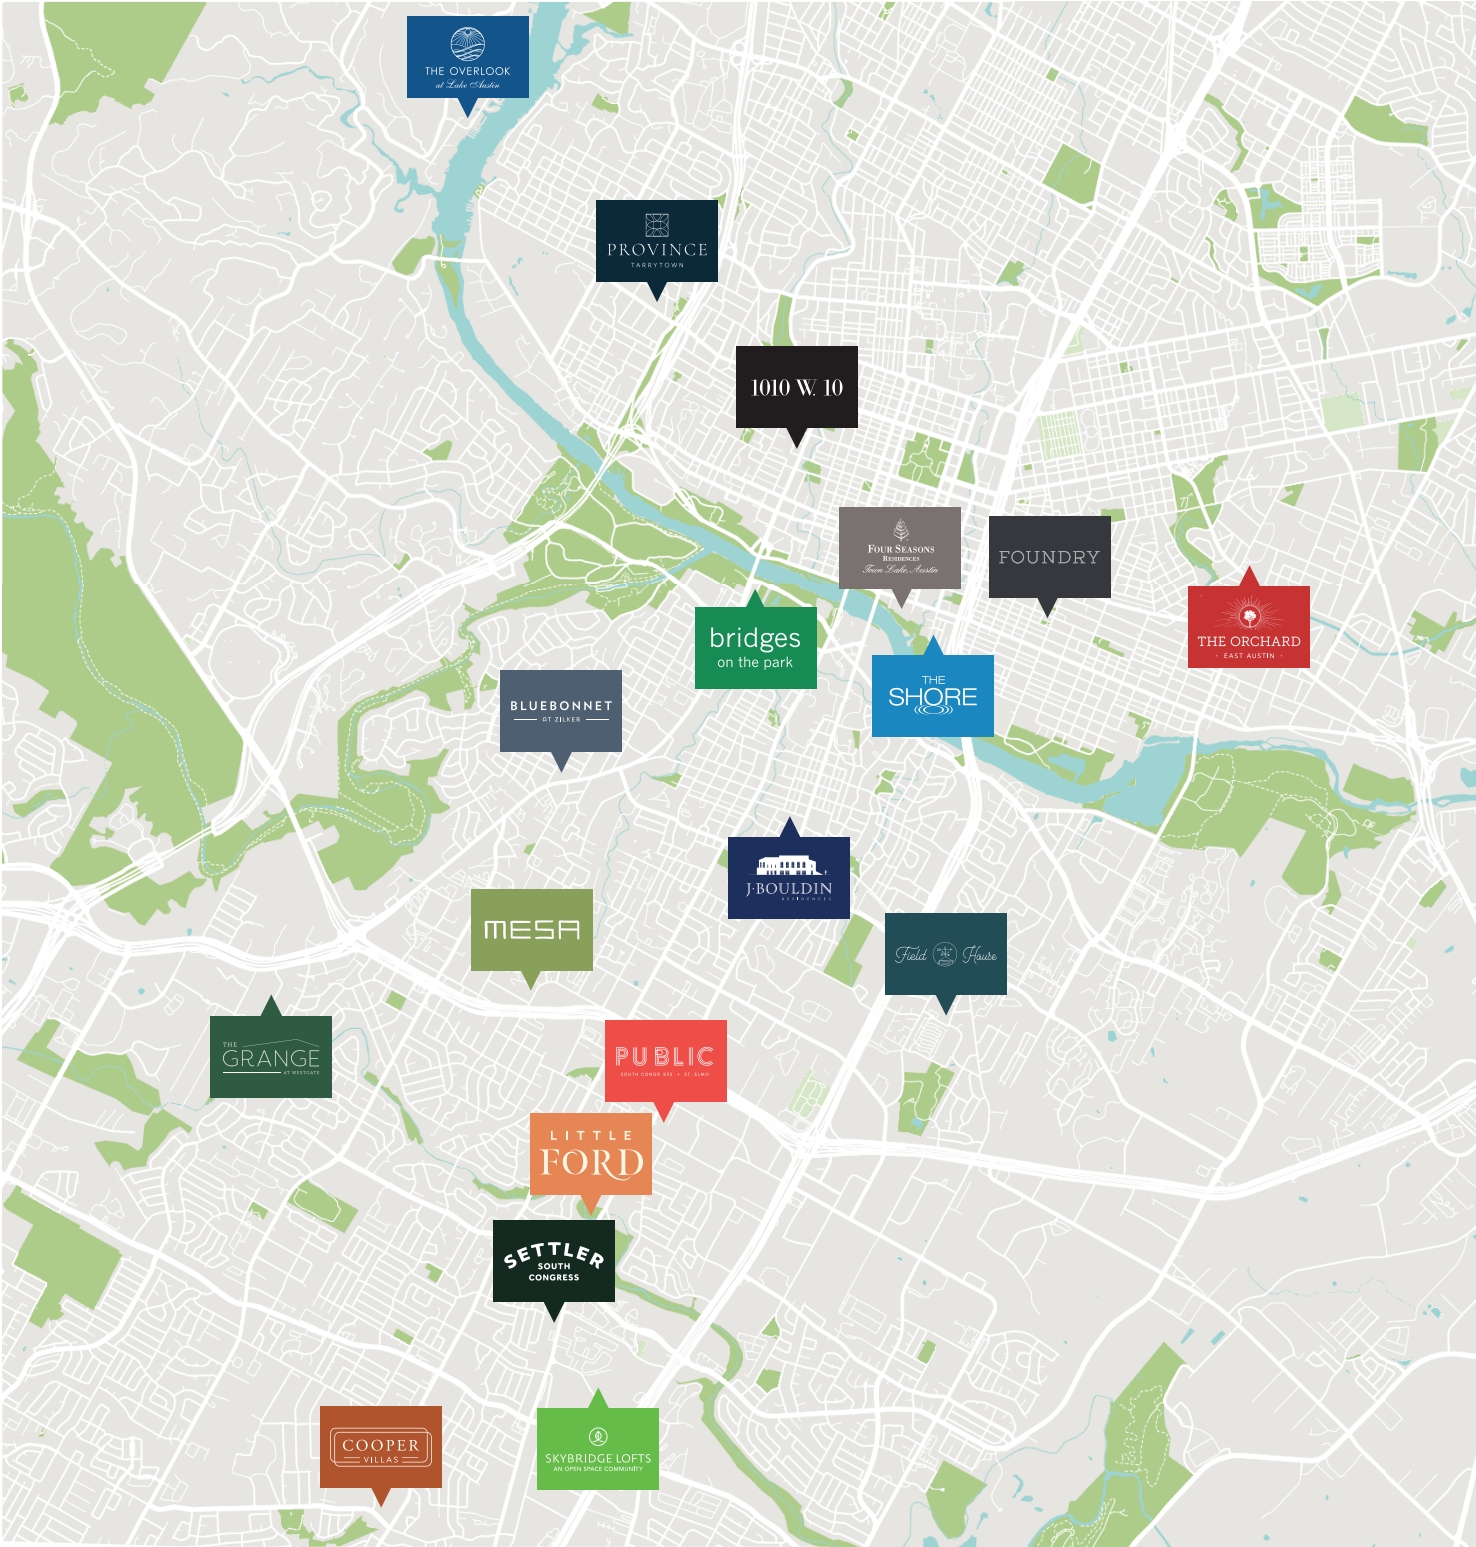 THE OVERLOOK
at Lake Austin
PROVINCE
TARRYTOWN
1010 W. 10
FOUR SEASONS
RESIDENCES
Town Lake, Austin
FOUNDRY
THE ORCHARD
· EAST AUSTIN ·
bridges
on the park
THE
SHORE
BLUEBONNET
AT ZILKER
J·BOULDIN
RESIDENCES
MESA
Field House
THE
GRANGE
AT WESTGATE
PUBLIC
SOUTH CONGRESS + ST. ELMO
LITTLE
FORD
SETTLER
SOUTH
CONGRESS
COOPER
VILLAS
SKYBRIDGE LOFTS
AN OPEN SPACE COMMUNITY